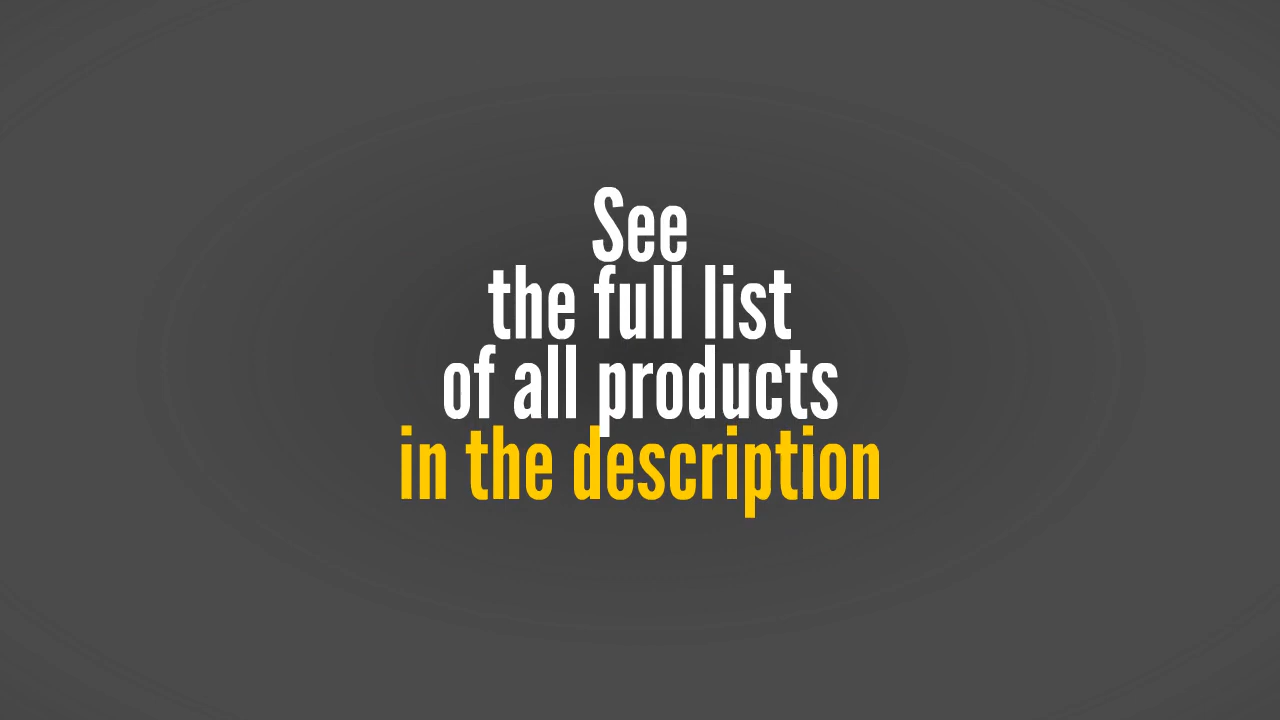 See
the full list
of all products
in the description